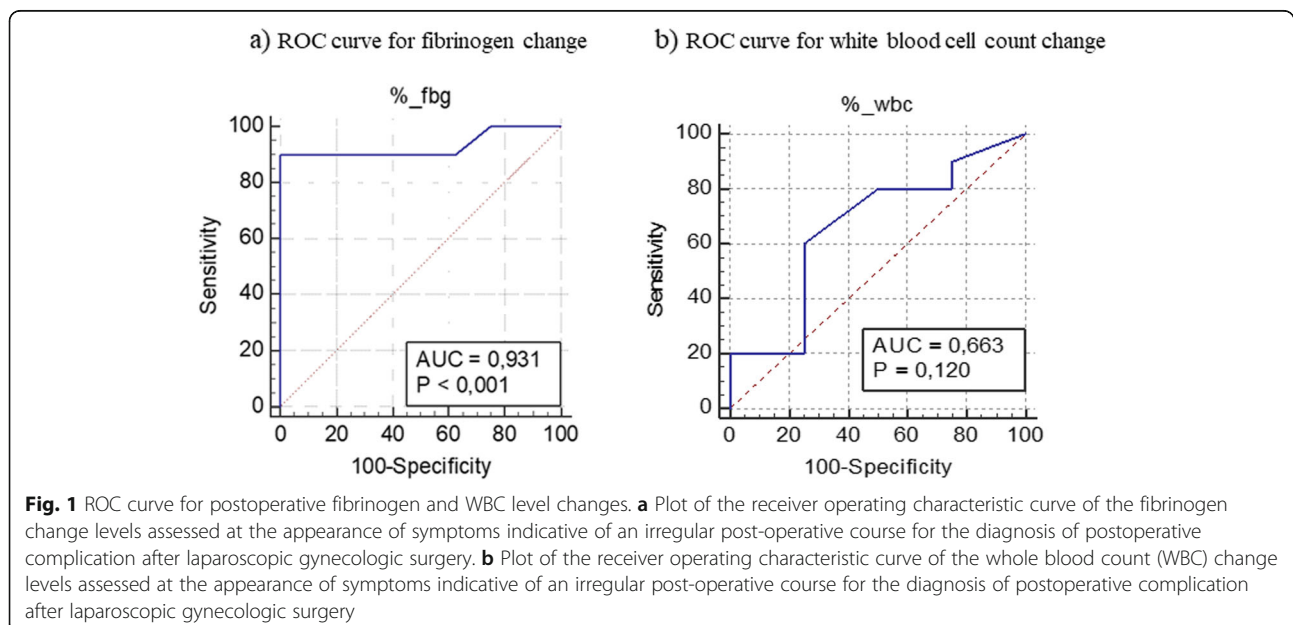 a) ROC curve for fibrinogen change
b) ROC curve for white blood cell count change
%_fbg
100
80
60
40
20
0
Sensitivity
AUC = 0,931
P < 0,001
0 20 40 60 80 100
100-Specificity
%_wbc
100
80
60
40
20
0
Sensitivity
AUC = 0,663
P = 0,120
0 20 40 60 80 100
100-Specificity
Fig. 1 ROC curve for postoperative fibrinogen and WBC level changes. a Plot of the receiver operating characteristic curve of the fibrinogen
change levels assessed at the appearance of symptoms indicative of an irregular post-operative course for the diagnosis of postoperative
complication after laparoscopic gynecologic surgery. b Plot of the receiver operating characteristic curve of the whole blood count (WBC) change
levels assessed at the appearance of symptoms indicative of an irregular post-operative course for the diagnosis of postoperative complication
after laparoscopic gynecologic surgery